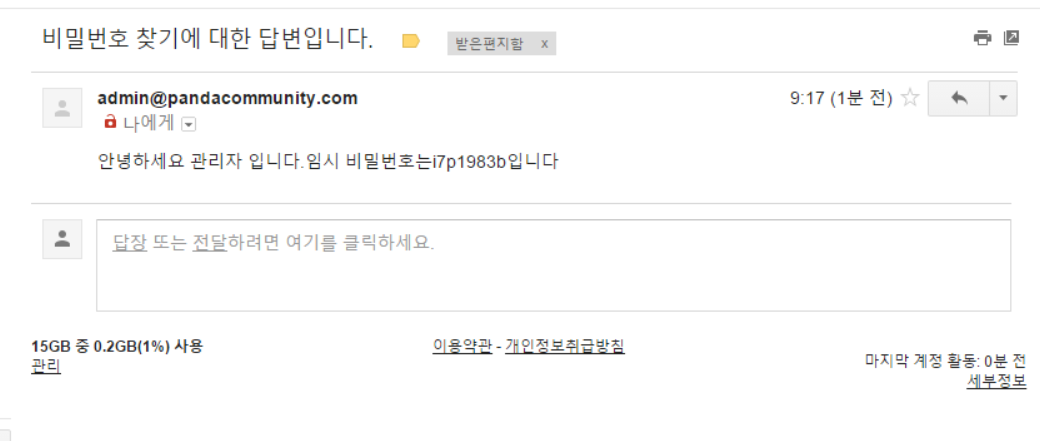 비밀번호 찾기에 대한 답변입니다. 받은편지함 x
admin@pandacommunity.com 9:17 (1분 전)
나에게
안녕하세요 관리자 입니다.임시 비밀번호는i7p1983b입니다
답장 또는 전달하려면 여기를 클릭하세요.
15GB 중 0.2GB(1%) 사용 이용약관 - 개인정보취급방침
관리
마지막 계정 활동: 0분 전
세부정보